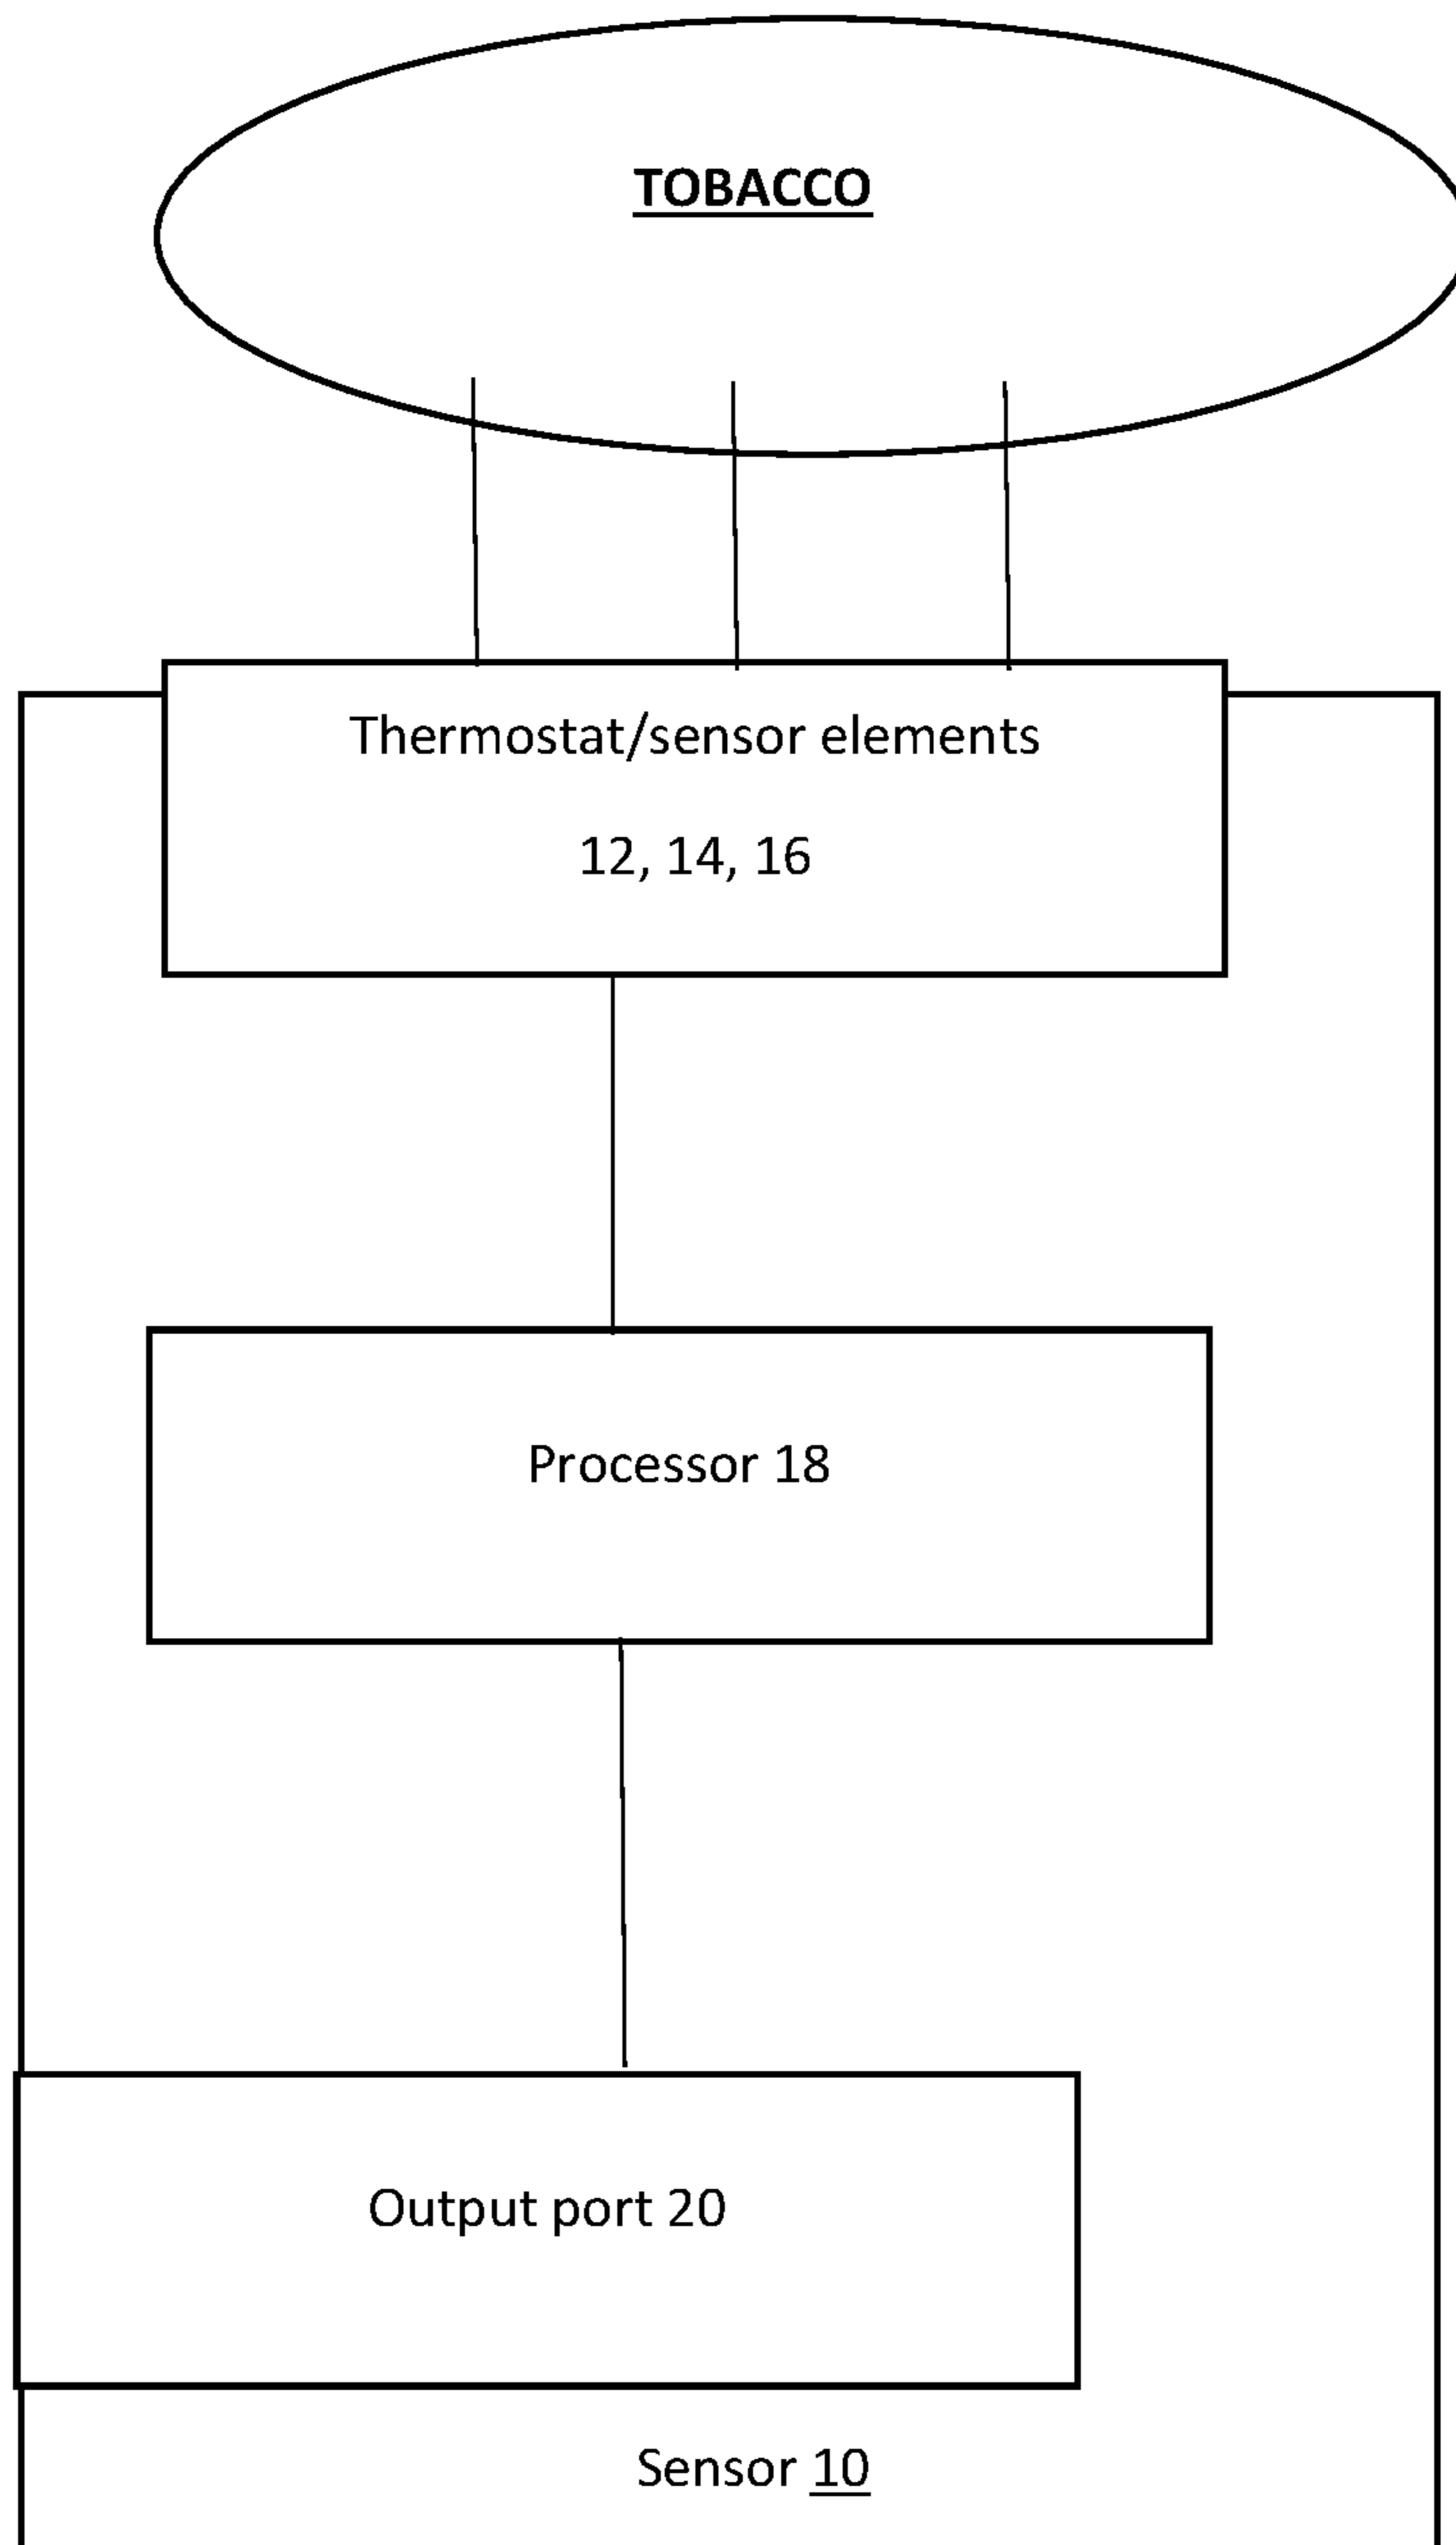 TOBACCO
Thermostat/sensor elements
12, 14, 16
Processor 18
Output port 20
Sensor 10